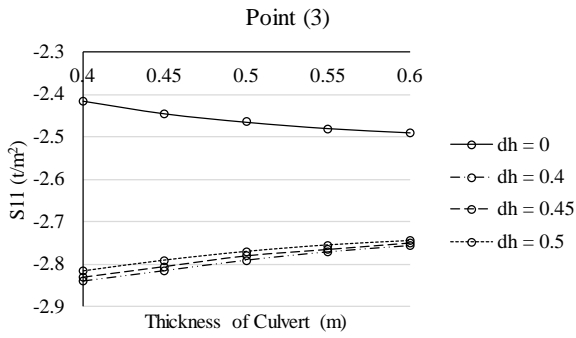 Point (3)
-2.3
0.4 0.45 0.5 0.55 0.6
-2.4
-2.5
-2.6
-2.7
-2.8
-2.9
S11 (t/m²)
Thickness of Culvert (m)
dh = 0
dh = 0.4
dh = 0.45
dh = 0.5